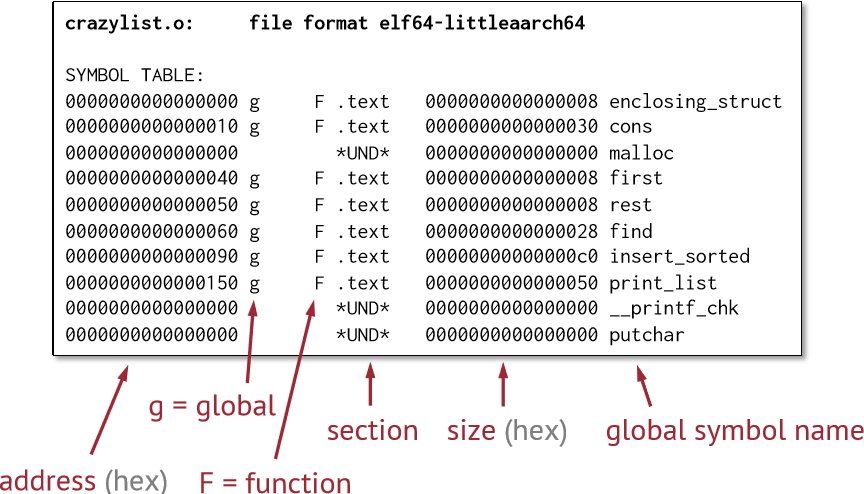 crazylist.o:     file format elf64-littleaarch64
SYMBOL TABLE:
0000000000000000 g     F .text   0000000000000008 enclosing_struct
0000000000000010 g     F .text   0000000000000030 cons
0000000000000000         *UND*   0000000000000000 malloc
0000000000000040 g     F .text   0000000000000008 first
0000000000000050 g     F .text   0000000000000008 rest
0000000000000060 g     F .text   0000000000000028 find
0000000000000090 g     F .text   00000000000000c0 insert_sorted
0000000000000150 g     F .text   0000000000000050 print_list
0000000000000000         *UND*   0000000000000000 __printf_chk
0000000000000000         *UND*   0000000000000000 putchar
g = global
section
size (hex)
global symbol name
address (hex)
F = function